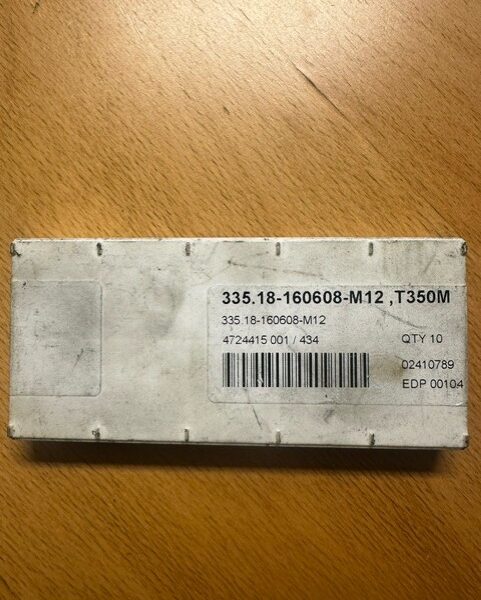 335.18-160608-M12 ,T350M
335.18-160608-M12
4724415 001 / 434 QTY 10
02410789
EDP 00104